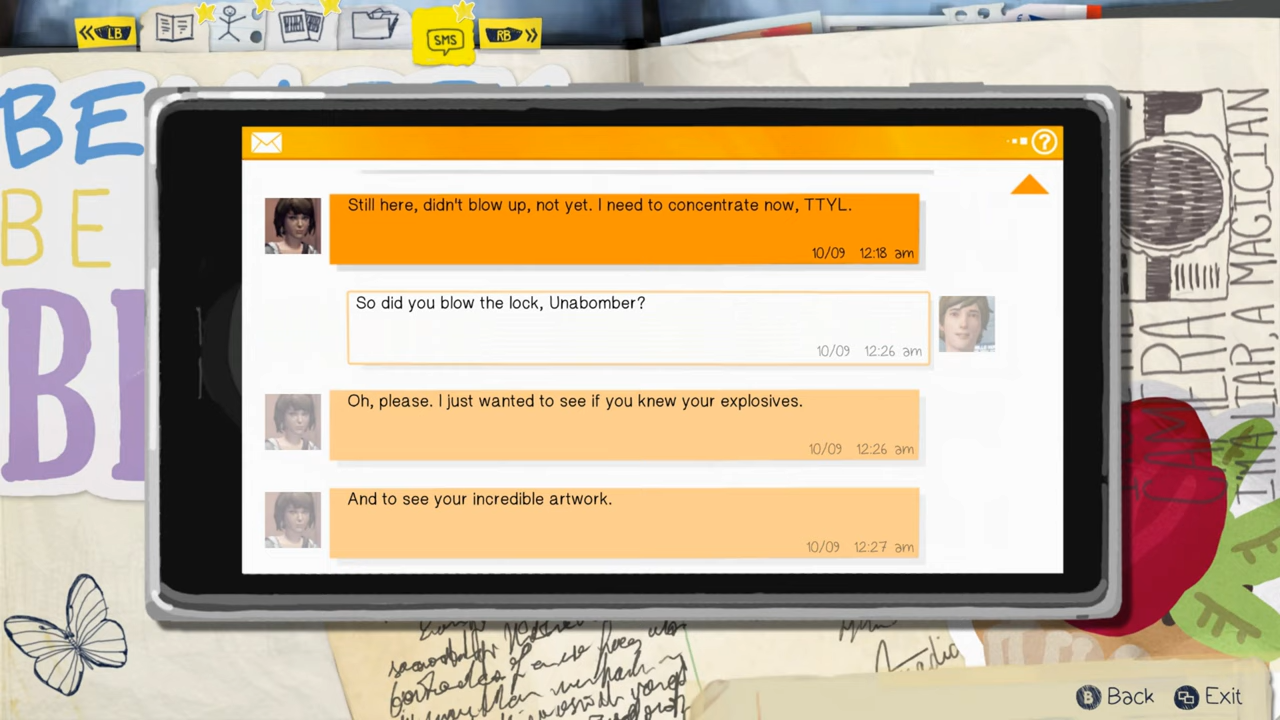 LB
SMS
RB
BE
BE
Still here, didn't blow up, not yet. I need to concentrate now, TTYL.
10/09 12:18 am
So did you blow the lock, Unabomber?
10/09 12:26 am
Oh, please. I just wanted to see if you knew your explosives.
10/09 12:26 am
And to see your incredible artwork.
10/09 12:27 am
CAMERA
LIAR, A MAGICIAN
B Back
Exit